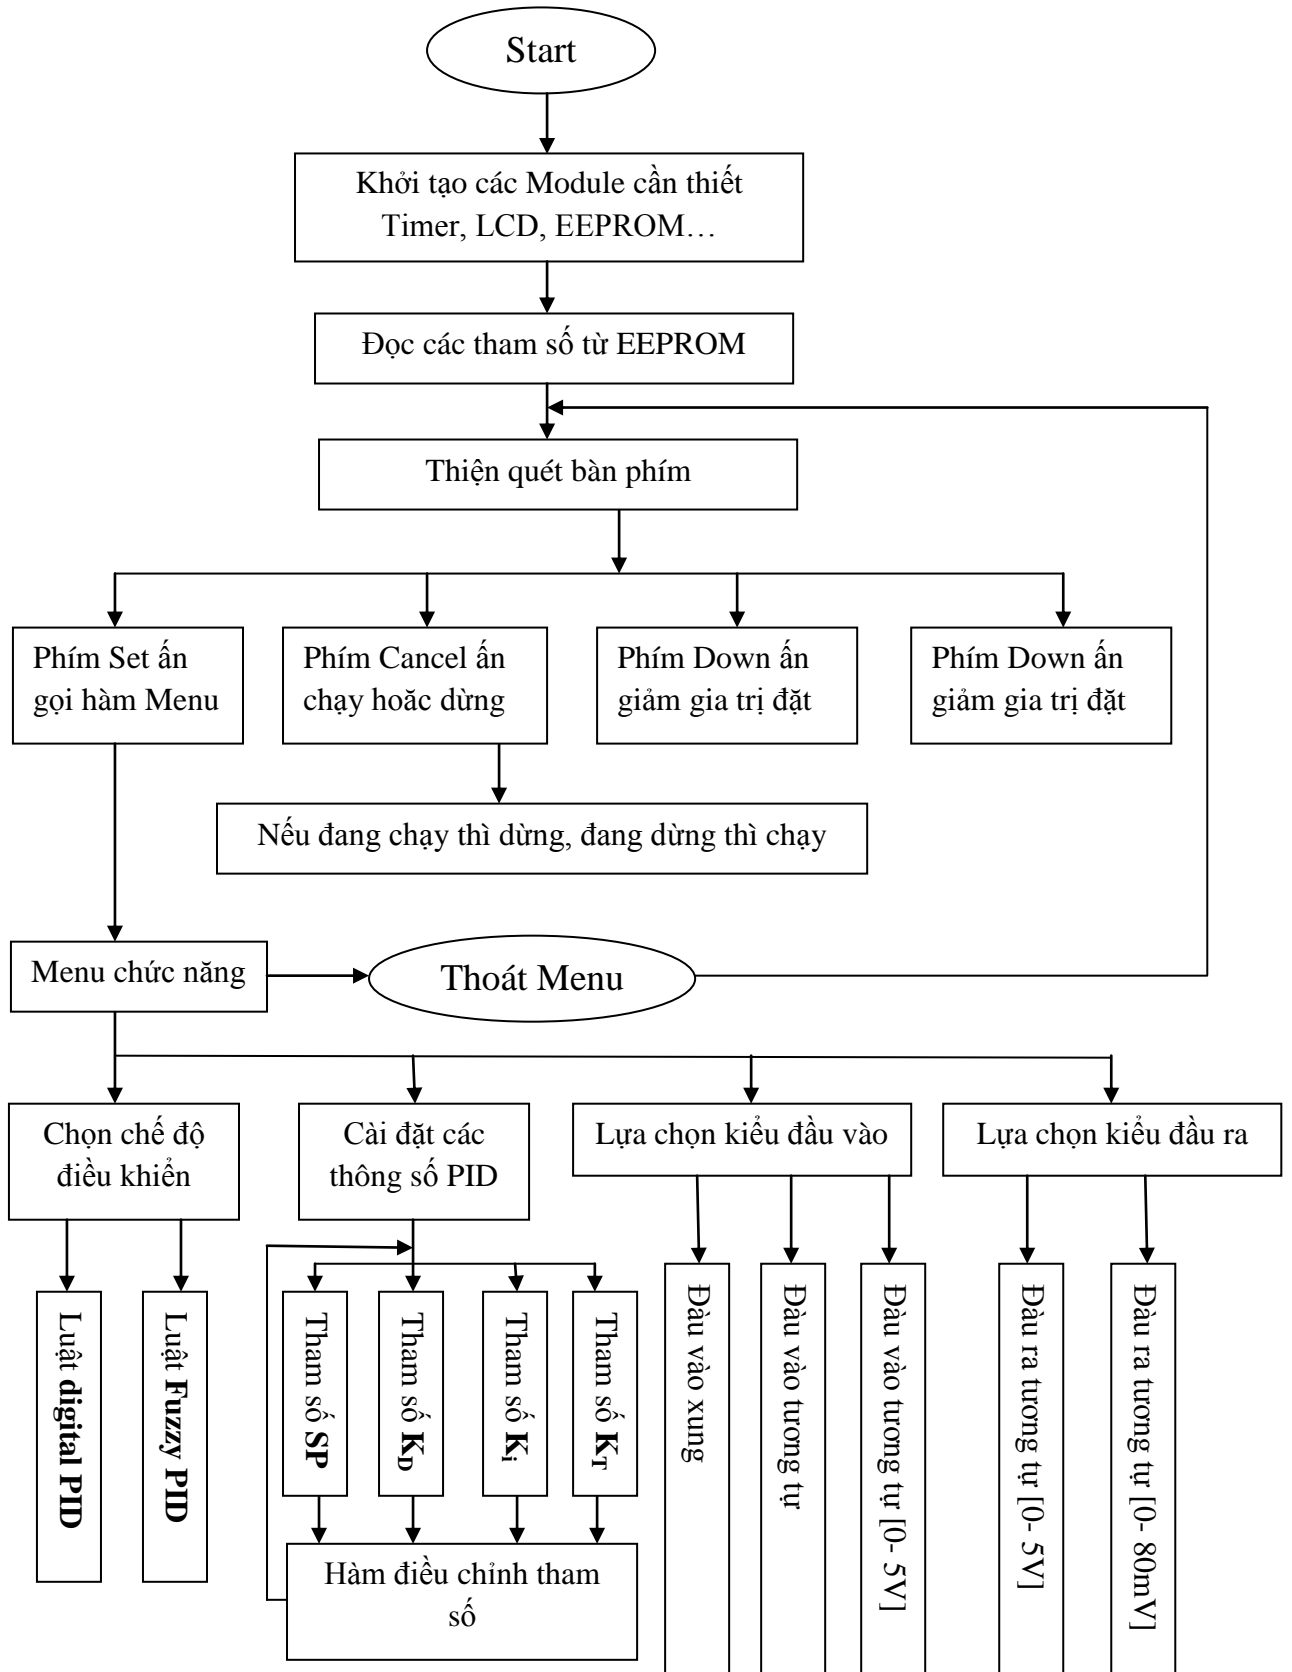 Start
Khởi tạo các Module cần thiết
Timer, LCD, EEPROM…
Đọc các tham số từ EEPROM
Thiện quét bàn phím
Phím Set ấn
gọi hàm Menu
Phím Cancel ấn
chạy hoăc dừng
Phím Down ấn
giảm gia trị đặt
Phím Down ấn
giảm gia trị đặt
Nếu đang chạy thì dừng, đang dừng thì chạy
Menu chức năng
Thoát Menu
Chọn chế độ
điều khiển
Cài đặt các
thông số PID
Lựa chọn kiểu đầu vào
Lựa chọn kiểu đầu ra
Luật digital PID
Luật Fuzzy PID
Tham số SP
Tham số KD
Tham số Ki
Tham số KT
Đàu vào xung
Đàu vào tương tự
Đàu vào tương tự [0- 5V]
Đàu ra tương tự [0- 5V]
Đàu ra tương tự [0- 80mV]
Hàm điều chỉnh tham
số